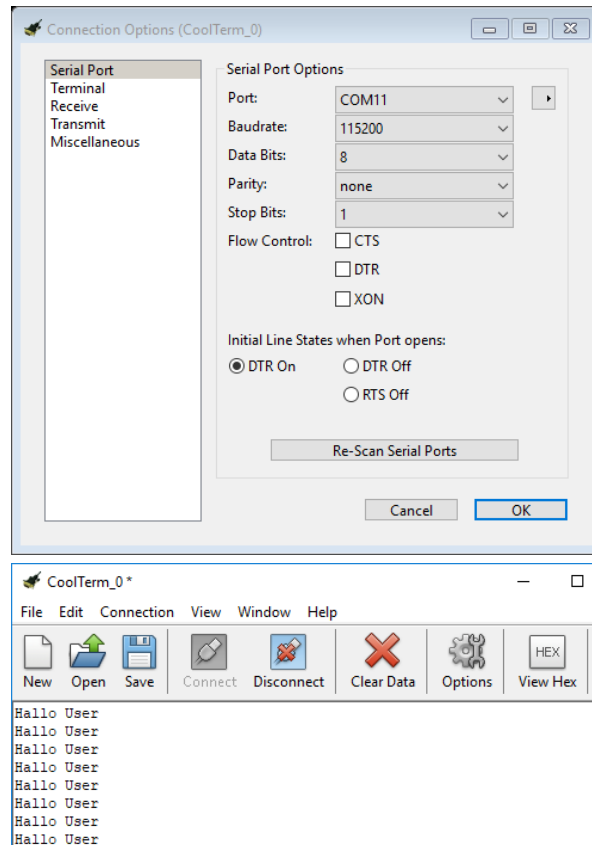 Connection Options (CoolTerm_0)
Serial Port
Terminal
Receive
Transmit
Miscellaneous
Serial Port Options
Port: COM11
Baudrate: 115200
Data Bits: 8
Parity: none
Stop Bits: 1
Flow Control: CTS
DTR
XON
Initial Line States when Port opens:
DTR On DTR Off
RTS Off
Re-Scan Serial Ports
Cancel OK
CoolTerm_0 *
File Edit Connection View Window Help
HEX
New Open Save Connect Disconnect Clear Data Options View Hex
Hallo User
Hallo User
Hallo User
Hallo User
Hallo User
Hallo User
Hallo User
Hallo User